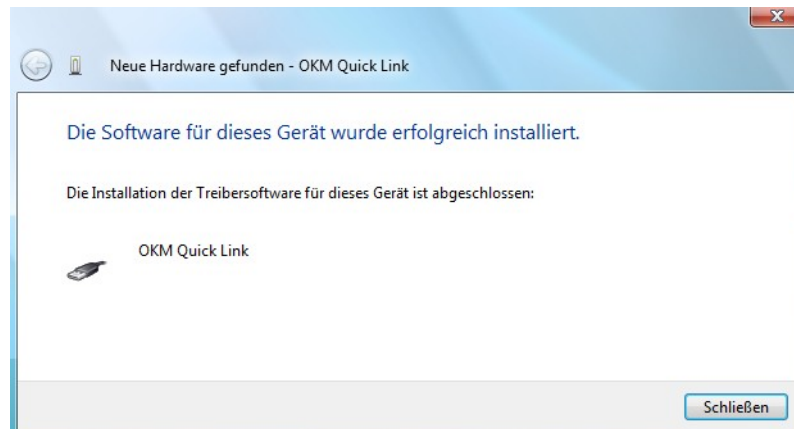 Neue Hardware gefunden - OKM Quick Link
Die Software für dieses Gerät wurde erfolgreich installiert.
Die Installation der Treibersoftware für dieses Gerät ist abgeschlossen:
OKM Quick Link
Schließen